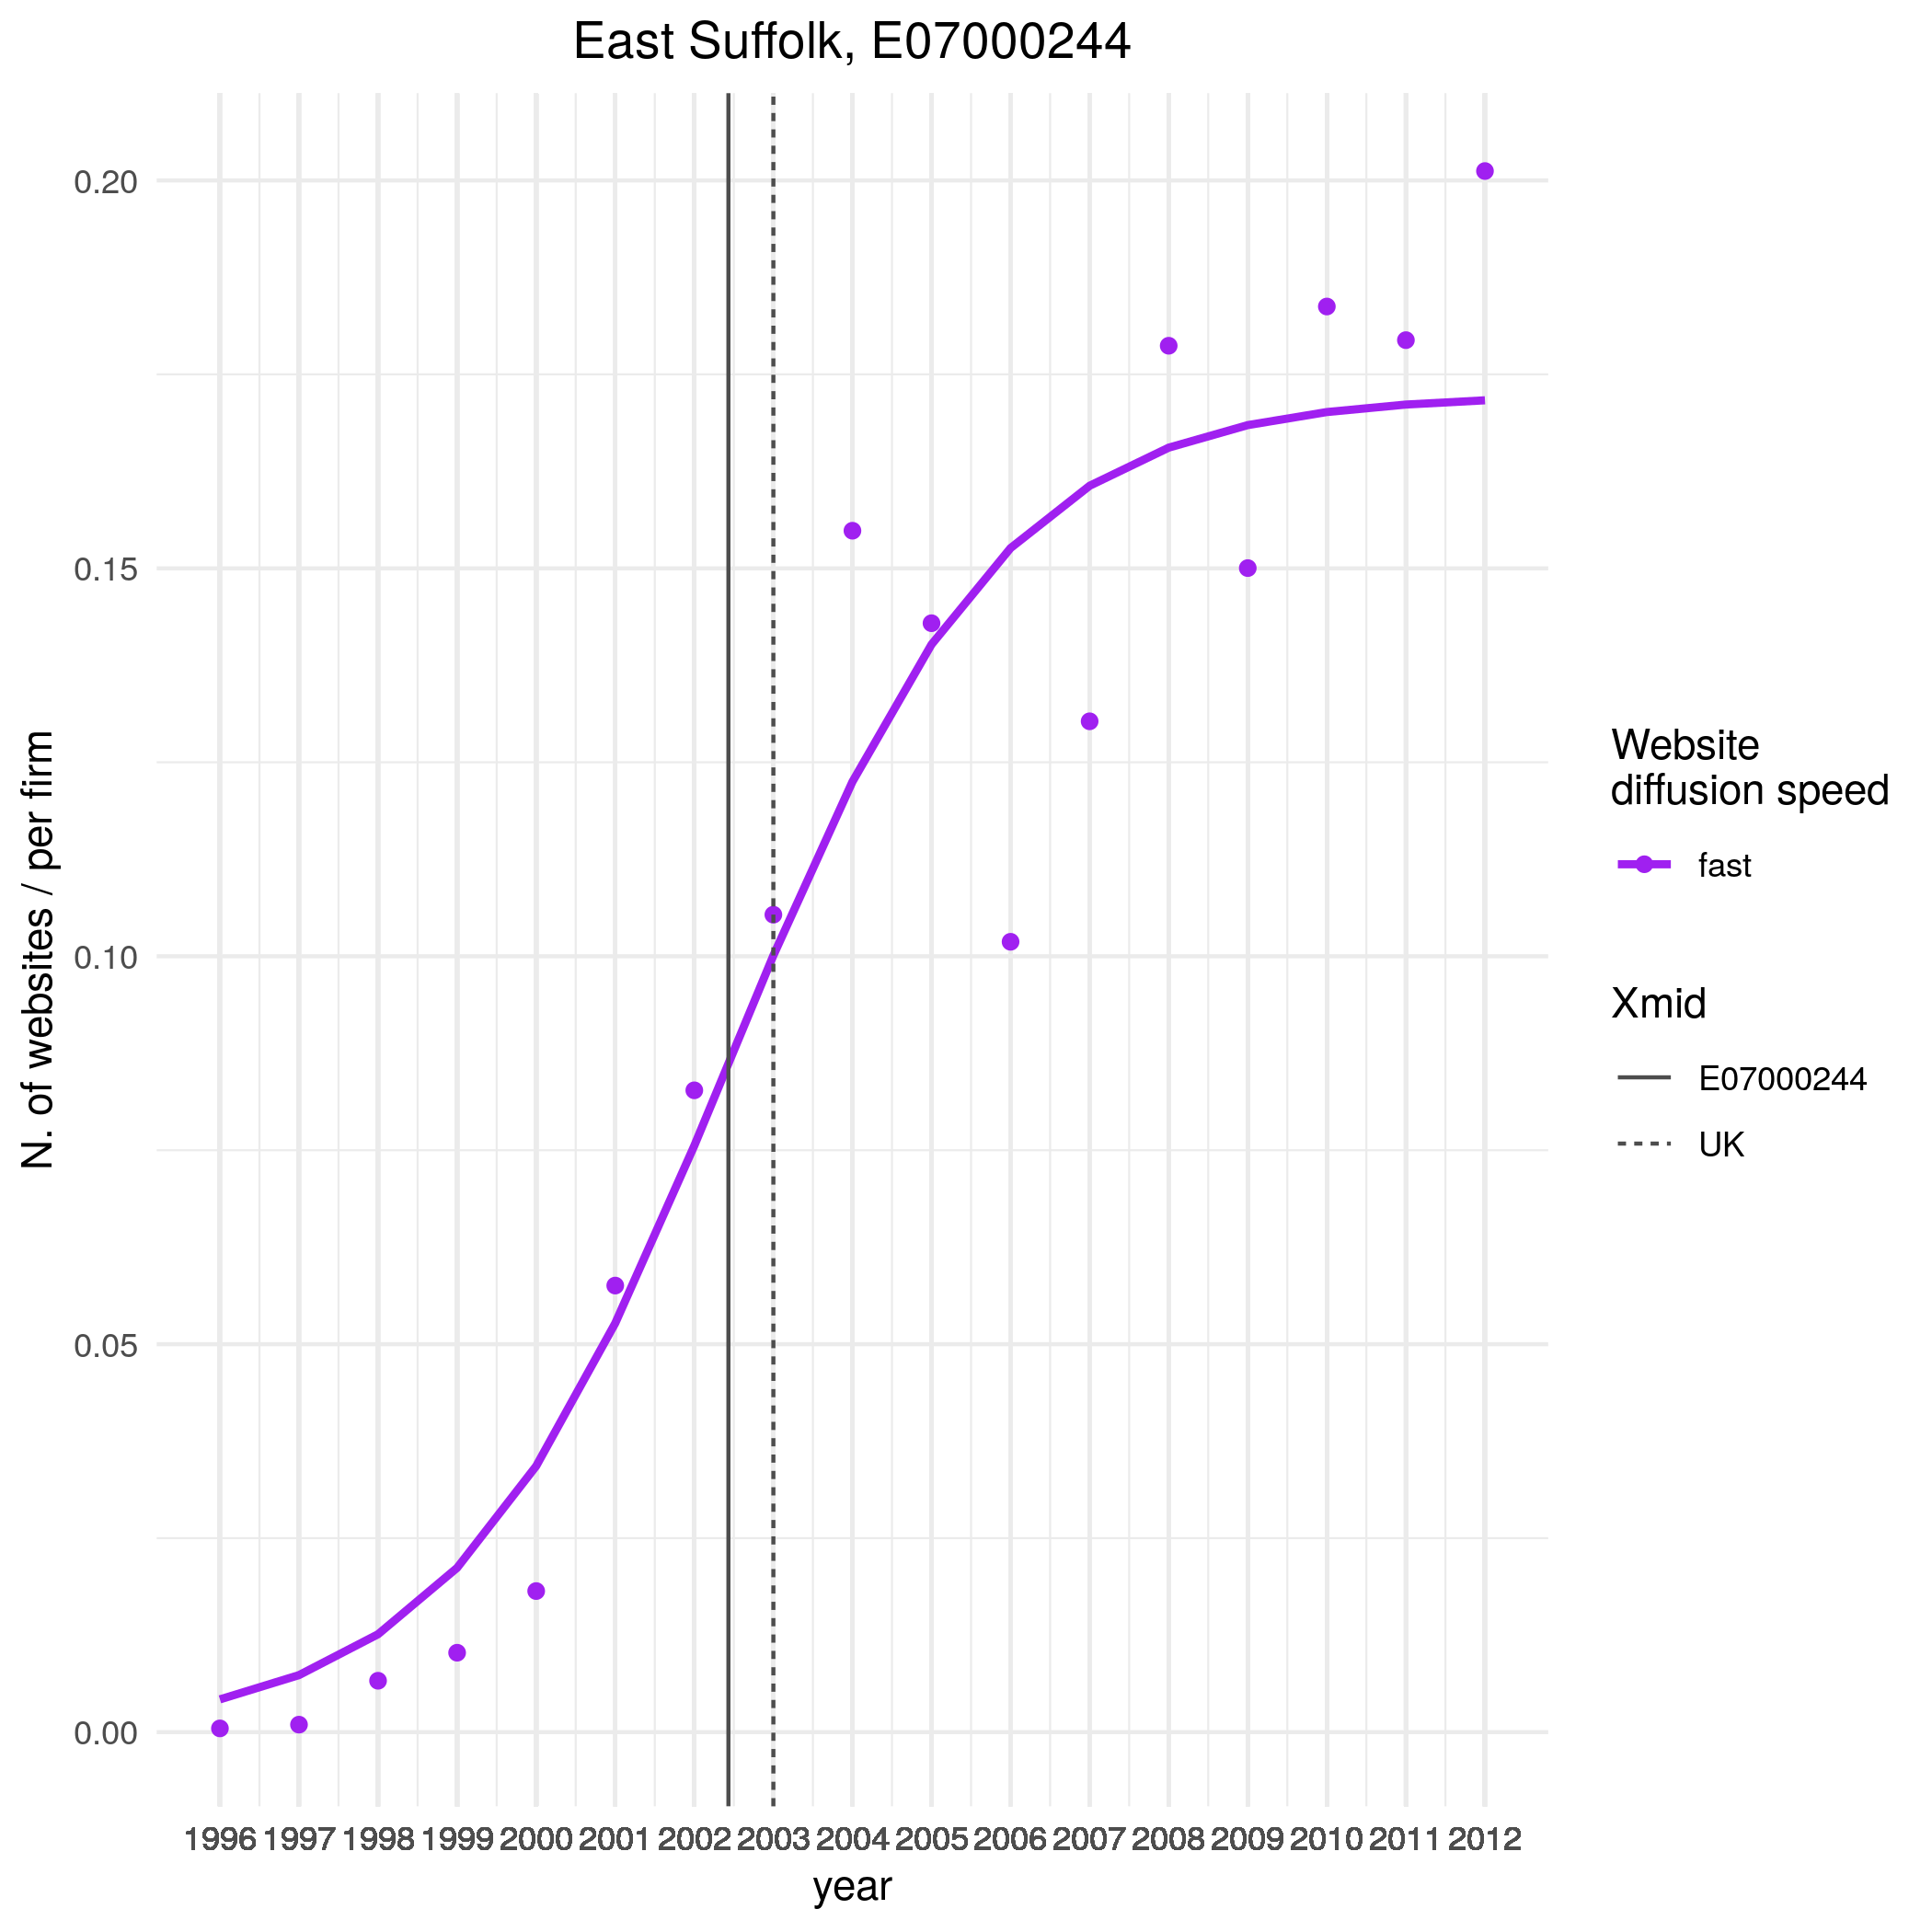 East Suffolk, E07000244
N. of websites / per firm
0.20
0.15
0.10
0.05
0.00
1996 1997 1998 1999 2000 2001 2002 2003 2004 2005 2006 2007 2008 2009 2010 2011 2012
year
Website
diffusion speed
fast
Xmid
E07000244
UK